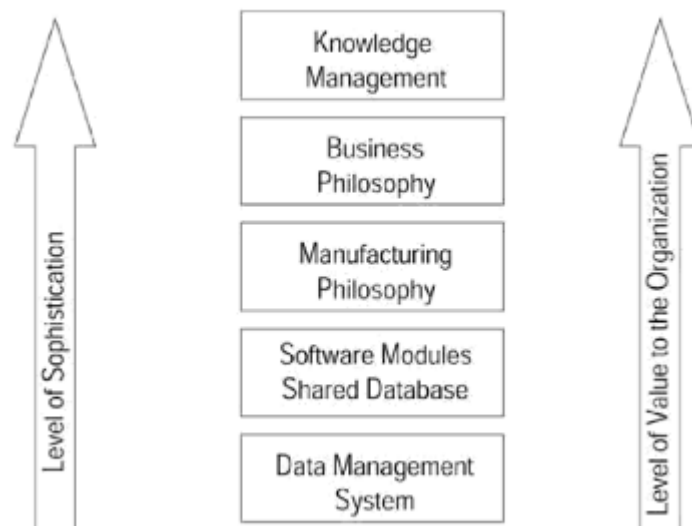 Knowledge
Management
Business
Philosophy
Manufacturing
Philosophy
Software Modules
Shared Database
Data Management
System
Level of Sophistication
Level of Value to the Organization